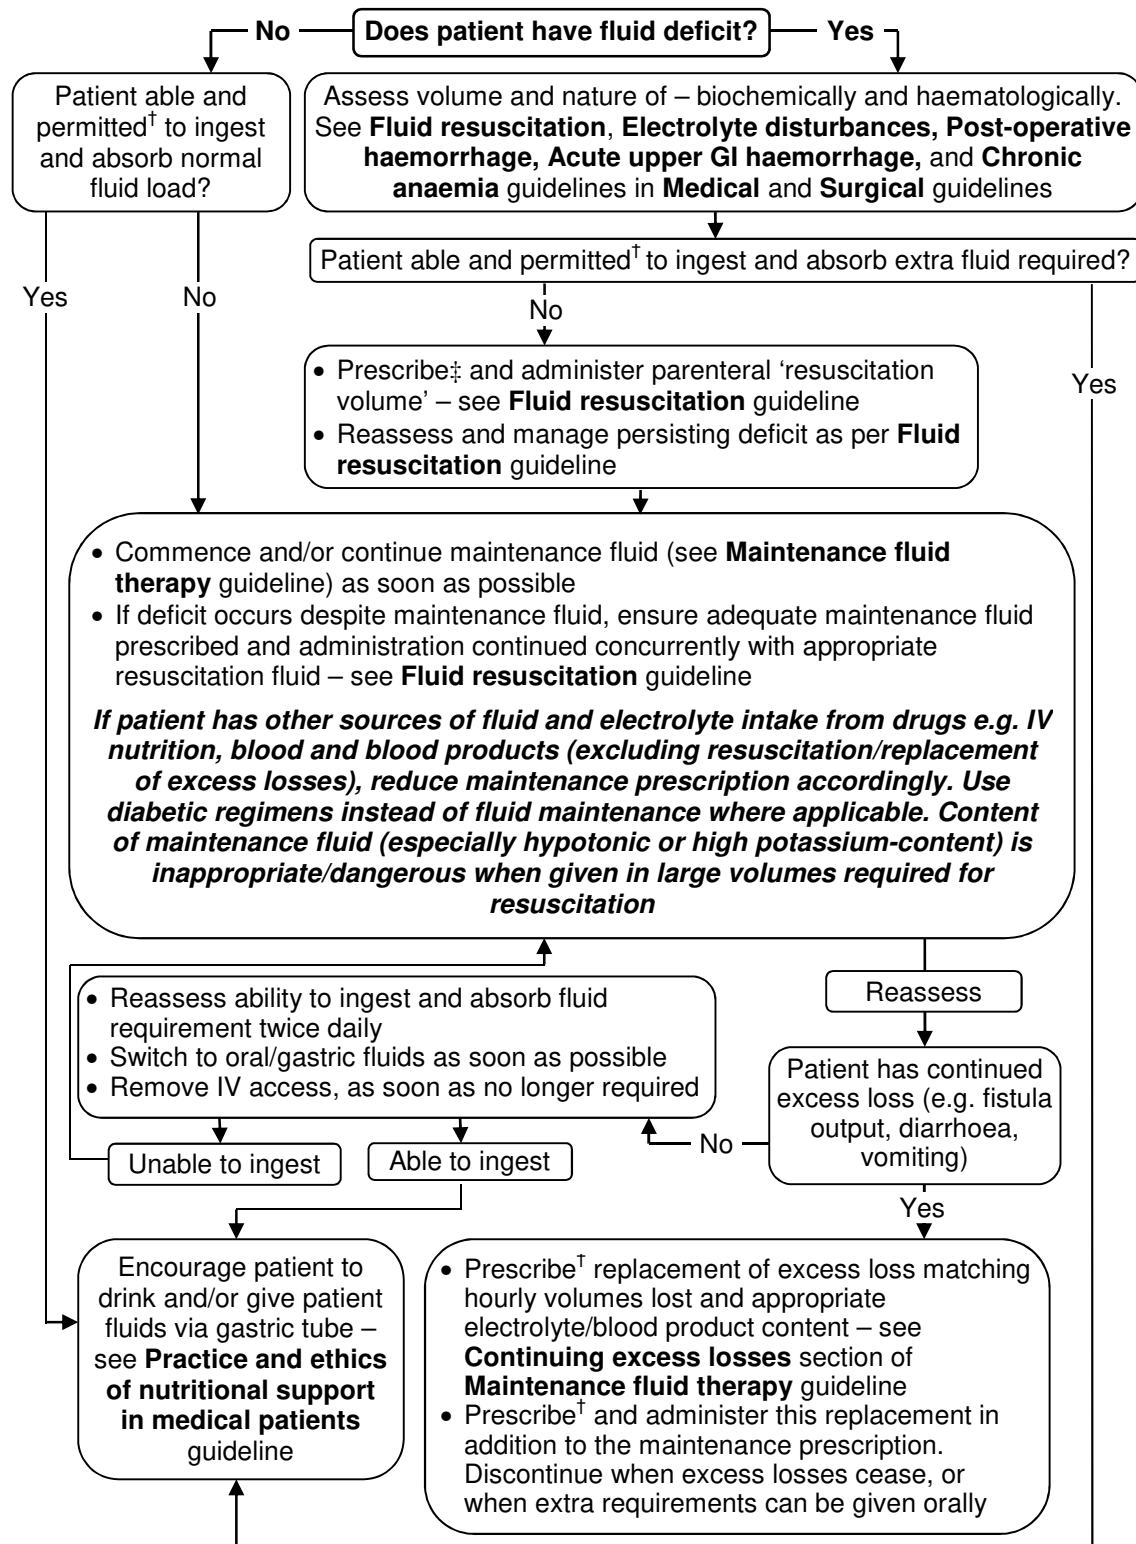 No
Does patient have fluid deficit?
Yes
Patient able and
permitted† to ingest
and absorb normal
fluid load?
Assess volume and nature of – biochemically and haematologically.
See Fluid resuscitation, Electrolyte disturbances, Post-operative
haemorrhage, Acute upper GI haemorrhage, and Chronic
anaemia guidelines in Medical and Surgical guidelines
Patient able and permitted† to ingest and absorb extra fluid required?
Yes
No
No
Yes
• Prescribe‡ and administer parenteral ‘resuscitation
volume’ – see Fluid resuscitation guideline
• Reassess and manage persisting deficit as per Fluid
resuscitation guideline
• Commence and/or continue maintenance fluid (see Maintenance fluid
therapy guideline) as soon as possible
• If deficit occurs despite maintenance fluid, ensure adequate maintenance fluid
prescribed and administration continued concurrently with appropriate
resuscitation fluid – see Fluid resuscitation guideline
If patient has other sources of fluid and electrolyte intake from drugs e.g. IV
nutrition, blood and blood products (excluding resuscitation/replacement
of excess losses), reduce maintenance prescription accordingly. Use
diabetic regimens instead of fluid maintenance where applicable. Content
of maintenance fluid (especially hypotonic or high potassium-content) is
inappropriate/dangerous when given in large volumes required for
resuscitation
• Reassess ability to ingest and absorb fluid
requirement twice daily
• Switch to oral/gastric fluids as soon as possible
• Remove IV access, as soon as no longer required
Reassess
Patient has continued
excess loss (e.g. fistula
output, diarrhoea,
vomiting)
No
Unable to ingest
Able to ingest
Yes
Encourage patient to
drink and/or give patient
fluids via gastric tube –
see Practice and ethics
of nutritional support
in medical patients
guideline
• Prescribe† replacement of excess loss matching
hourly volumes lost and appropriate
electrolyte/blood product content – see
Continuing excess losses section of
Maintenance fluid therapy guideline
• Prescribe† and administer this replacement in
addition to the maintenance prescription.
Discontinue when excess losses cease, or
when extra requirements can be given orally